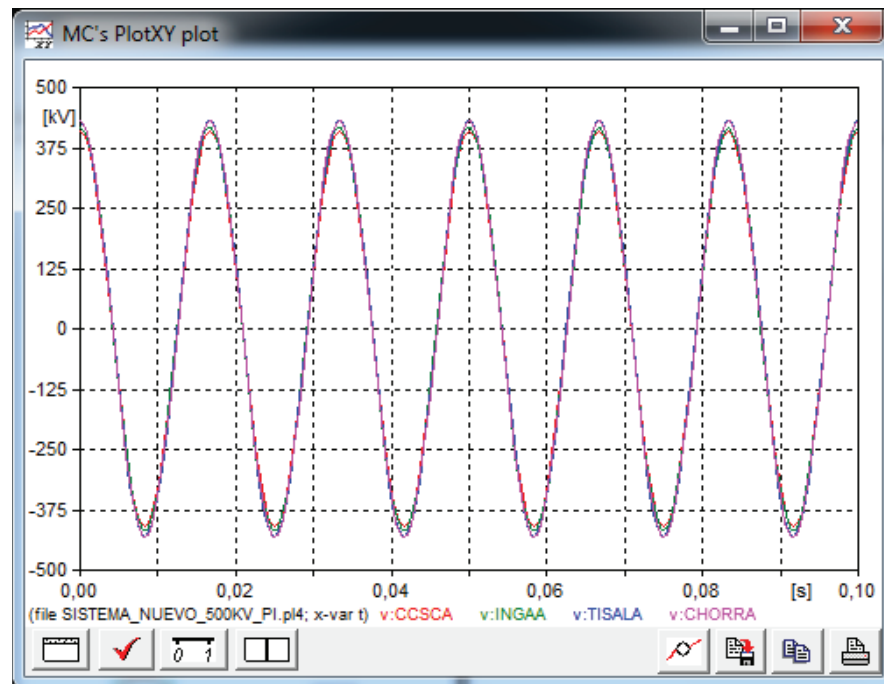 MC's PlotXY plot
500
[kV]
375
250
125
0
-125
-250
-375
-500
0,00 0,02 0,04 0,06 0,08 [s] 0,10
(file SISTEMA_NUEVO_500KV_PI.pl4; x-var t) v:CCSCA v:INGAA v:TISALA v:CHORRA
0 1